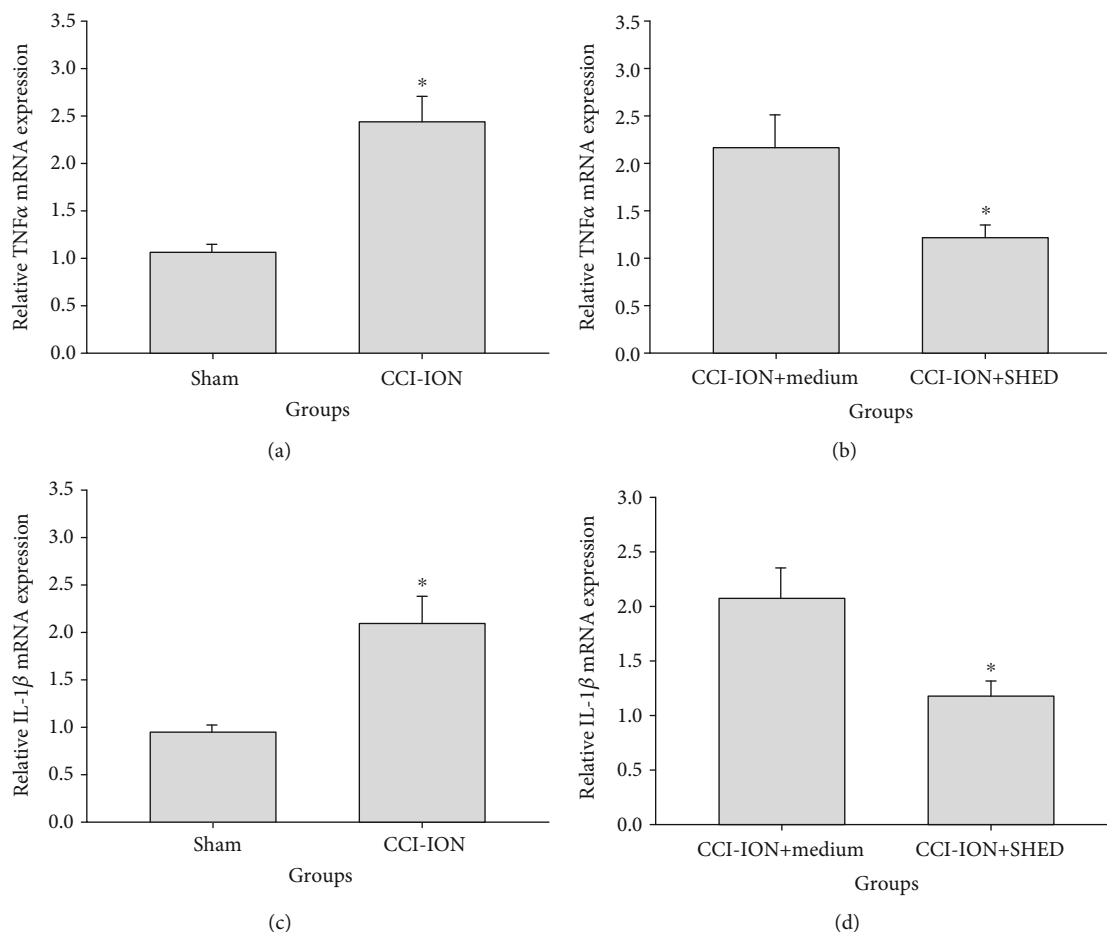 Relative TNFα mRNA expression
3.5
3.0
2.5
2.0
1.5
1.0
0.5
0.0
*
Sham CCI-ION
Groups
(a)
Relative TNFα mRNA expression
3.5
3.0
2.5
2.0
1.5
1.0
0.5
0.0
*
CCI-ION+medium CCI-ION+SHED
Groups
(b)
Relative IL-1β mRNA expression
3.5
3.0
2.5
2.0
1.5
1.0
0.5
0.0
*
Sham CCI-ION
Groups
(c)
Relative IL-1β mRNA expression
3.0
2.5
2.0
1.5
1.0
0.5
0.0
*
CCI-ION+medium CCI-ION+SHED
Groups
(d)